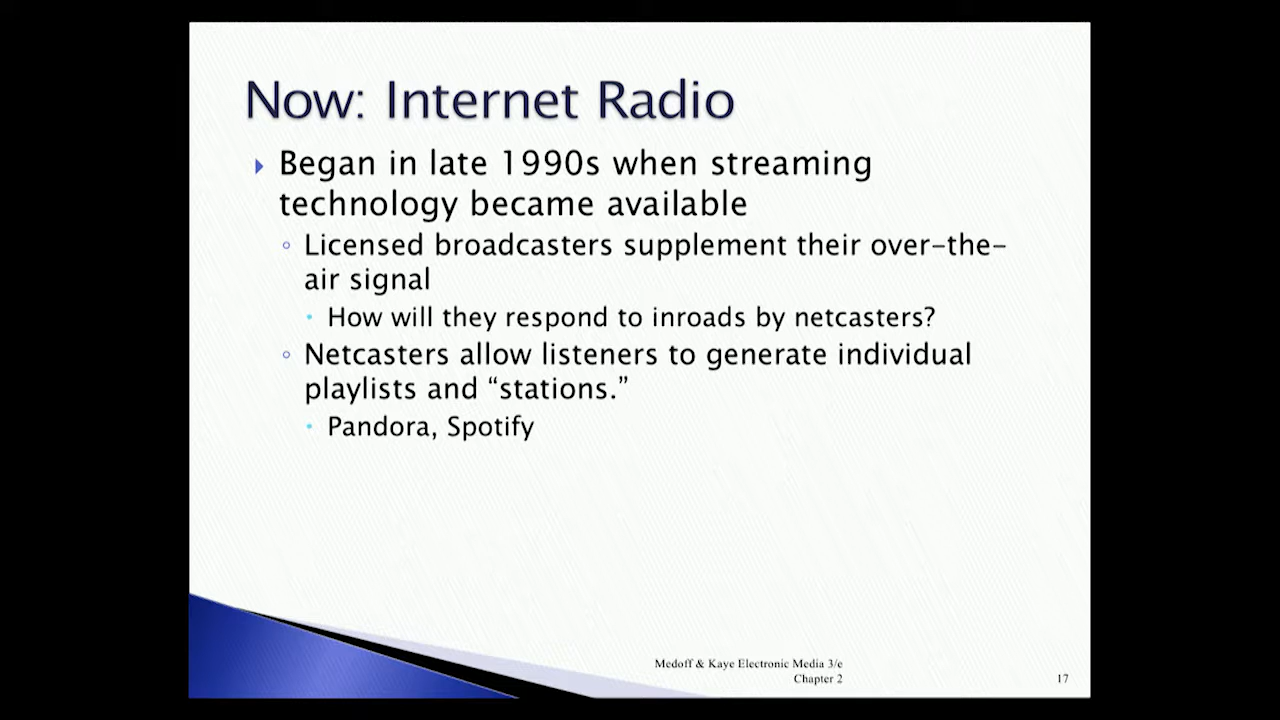 Now: Internet Radio
Began in late 1990s when streaming
technology became available
Licensed broadcasters supplement their over-the-
air signal
How will they respond to inroads by netcasters?
Netcasters allow listeners to generate individual
playlists and “stations.”
Pandora, Spotify
Medoff & Kaye Electronic Media 3/e
Chapter 2
17